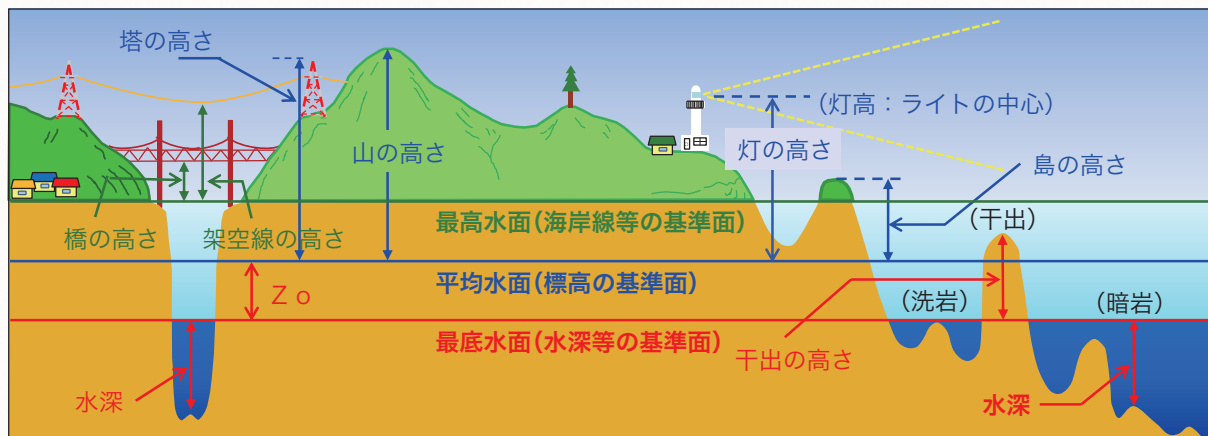 塔の高さ
(灯高：ライトの中心)
山の高さ
灯の高さ
島の高さ
橋の高さ
架空線の高さ
最高水面(海岸線等の基準面)
(干出)
平均水面(標高の基準面)
Ｚｏ
(洗岩)
(暗岩)
最底水面(水深等の基準面)
干出の高さ
水深
水深